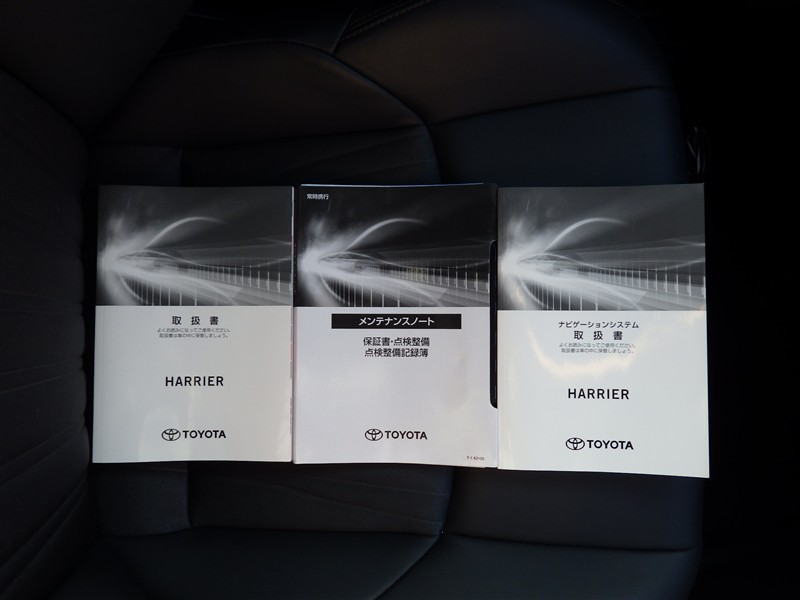 取扱書
よくお読みになってご使用ください。
取扱書は車の中に保管しましょう。
HARRIER
TOYOTA
常時携行
メンテナンスノート
保証書・点検整備
点検整備記録簿
TOYOTA
ナビゲーションシステム
取扱書
よくお読みになってご使用ください。
取扱書は車の中に保管しましょう。
HARRIER
TOYOTA